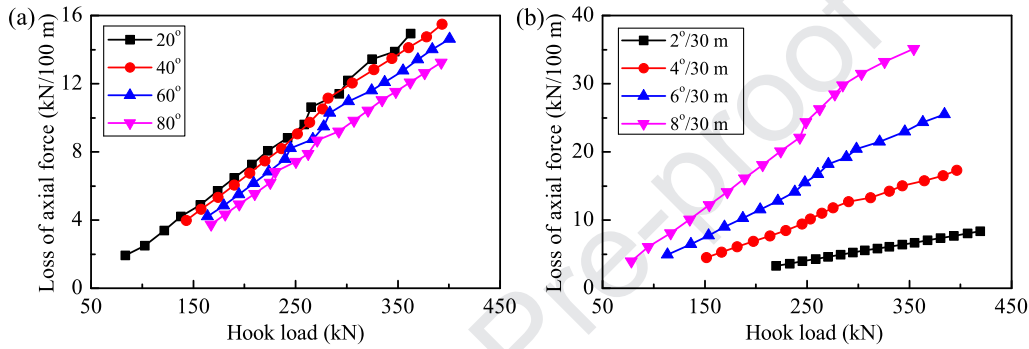 (a)
16
12
8
4
0
Loss of axial force (kN/100 m)
20°
40°
60°
80°
50 150 250 350 450
Hook load (kN)
(b)
40
30
20
10
0
Loss of axial force (kN/100 m)
2°/30 m
4°/30 m
6°/30 m
8°/30 m
50 150 250 350 450
Hook load (kN)
Pre-proof